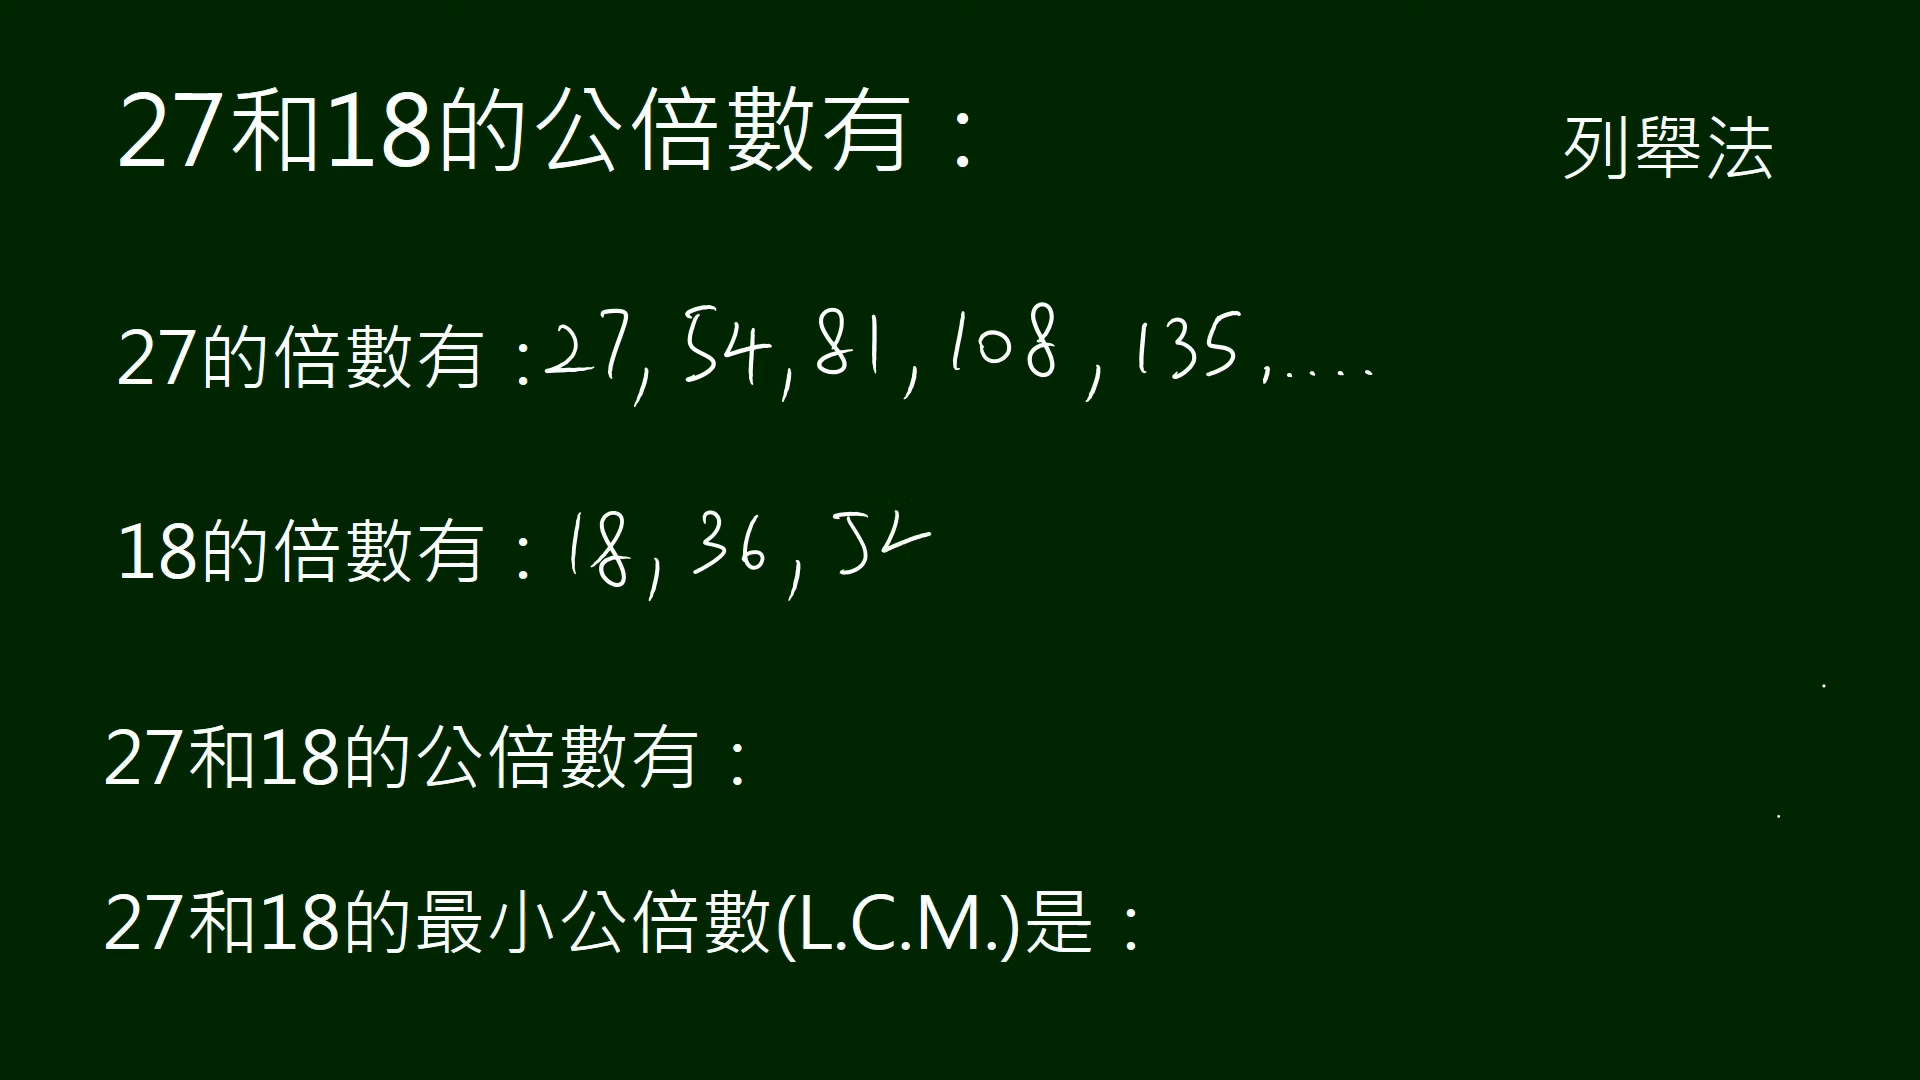 27和18的公倍數有：
列舉法
27的倍數有：27, 54, 81, 108, 135, ....
18的倍數有：18, 36, 5
27和18的公倍數有：
27和18的最小公倍數(L.C.M.)是：